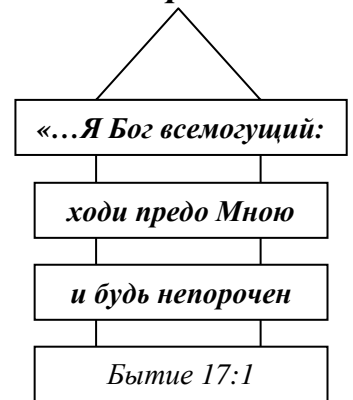 «…Я Бог всемогущий:
ходи предо Мною
и будь непорочен
Бытие 17:1